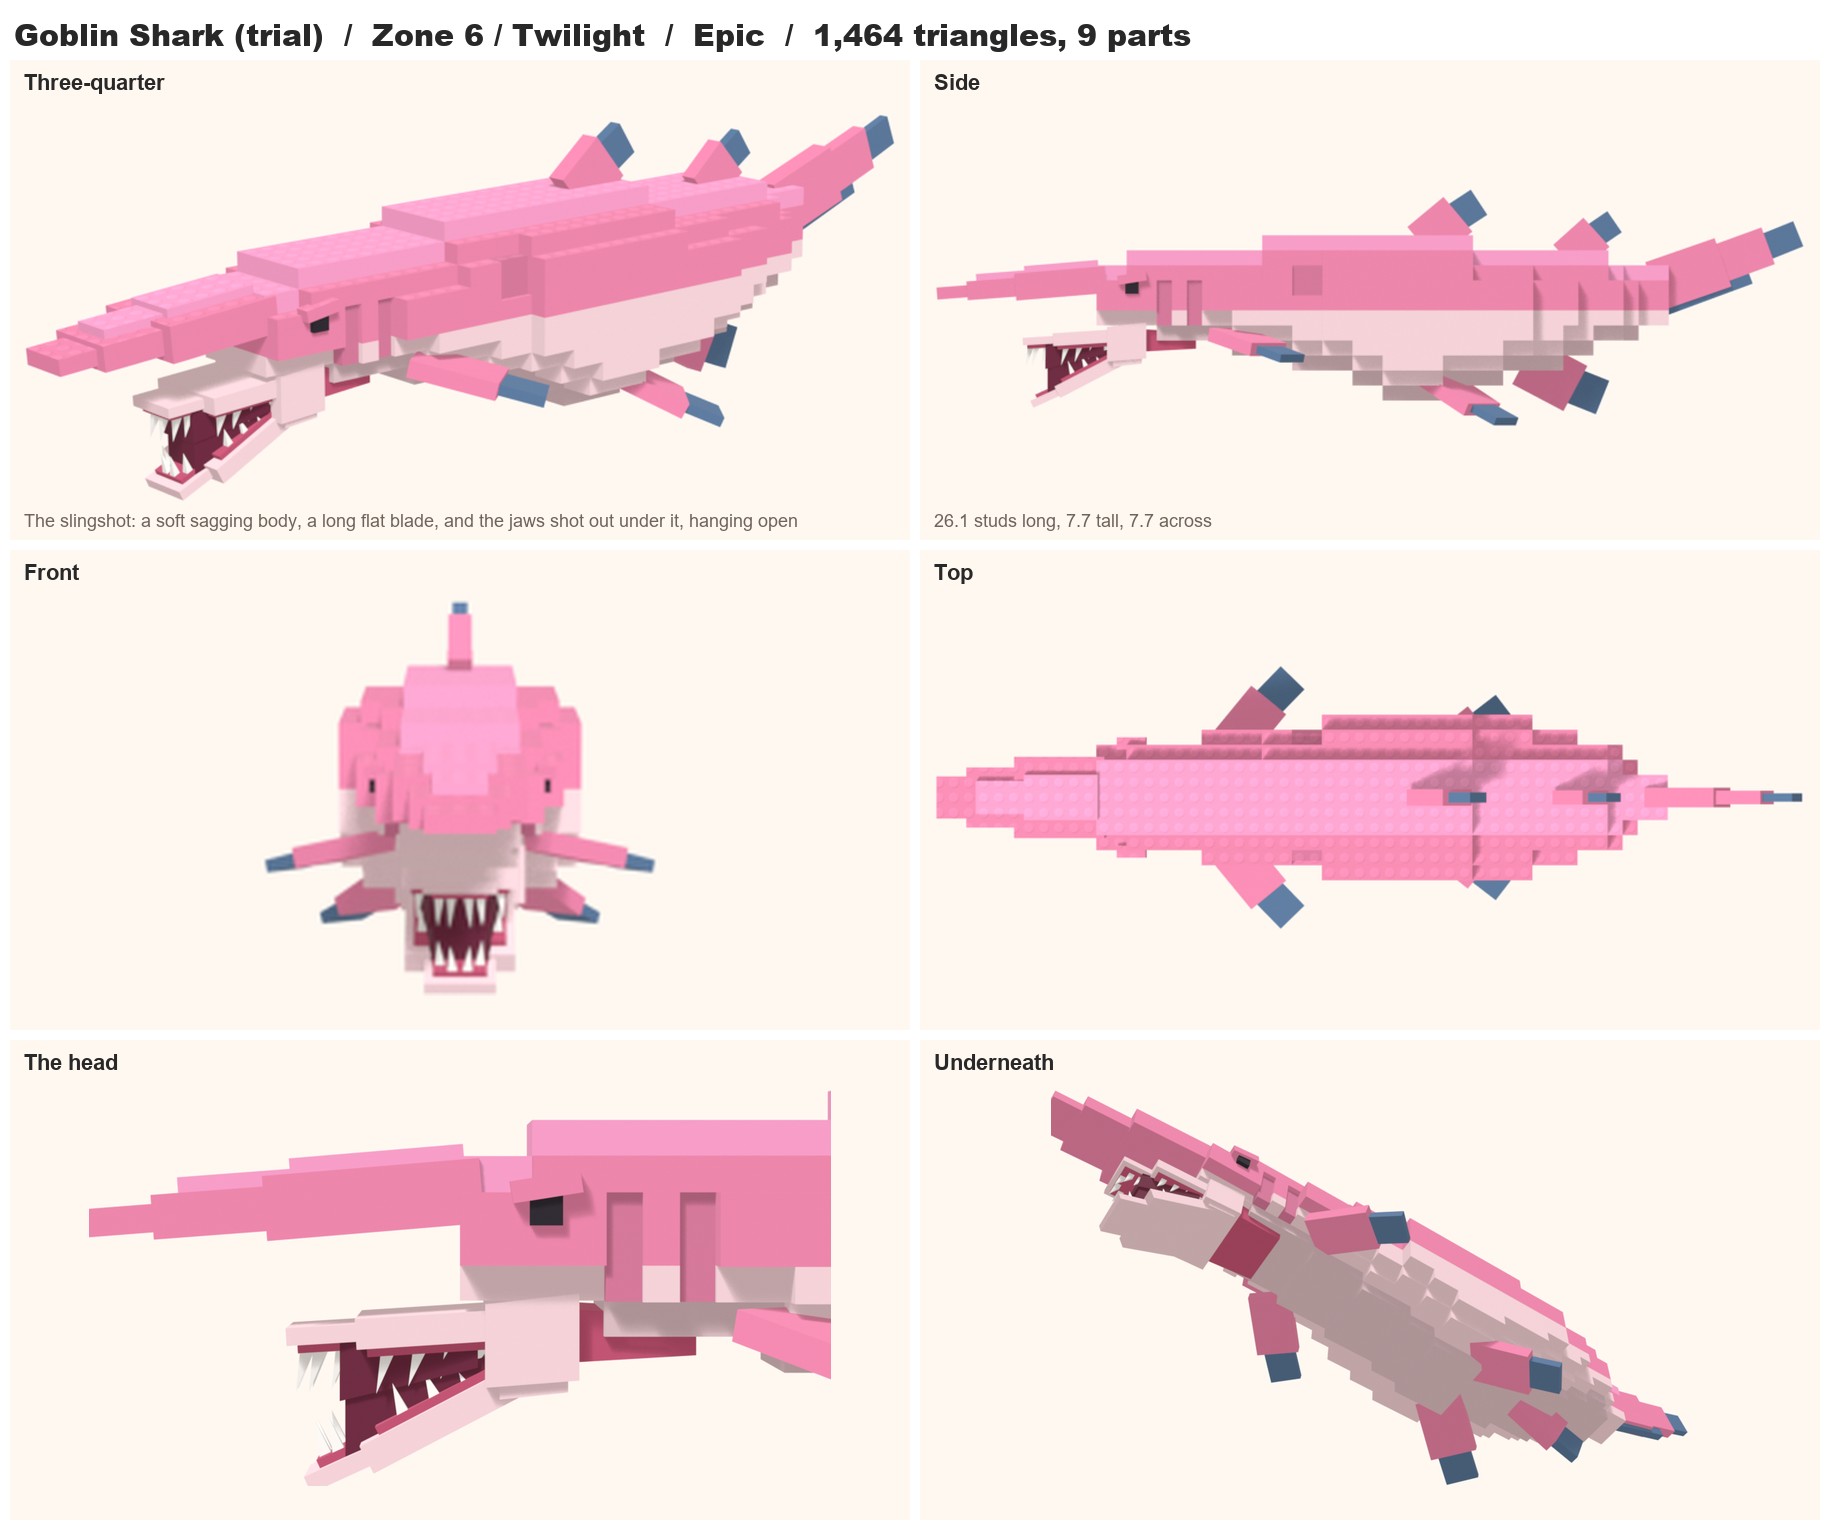 Goblin Shark (trial)  /  Zone 6 / Twilight  /  Epic  /  1,464 triangles, 9 parts
Three-quarter
Side
The slingshot: a soft sagging body, a long flat blade, and the jaws shot out under it, hanging open
26.1 studs long, 7.7 tall, 7.7 across
Front
Top
The head
Underneath